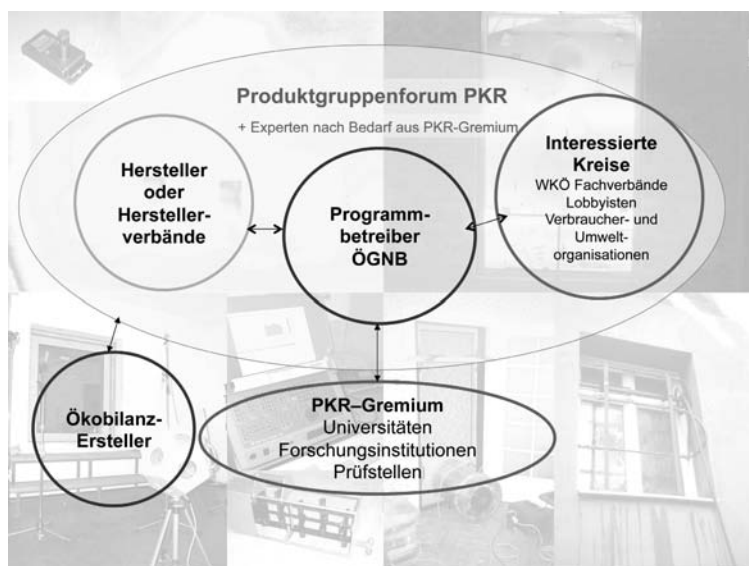 Produktgruppenforum PKR
+ Experten nach Bedarf aus PKR-Gremium
Hersteller
oder
Hersteller-
verbände
Programm-
betreiber
ÖGNB
Interessierte
Kreise
WKÖ Fachverbände
Lobbyisten
Verbraucher- und
Umwelt-
organisationen
Ökobilanz-
Ersteller
PKR–Gremium
Universitäten
Forschungsinstitutionen
Prüfstellen